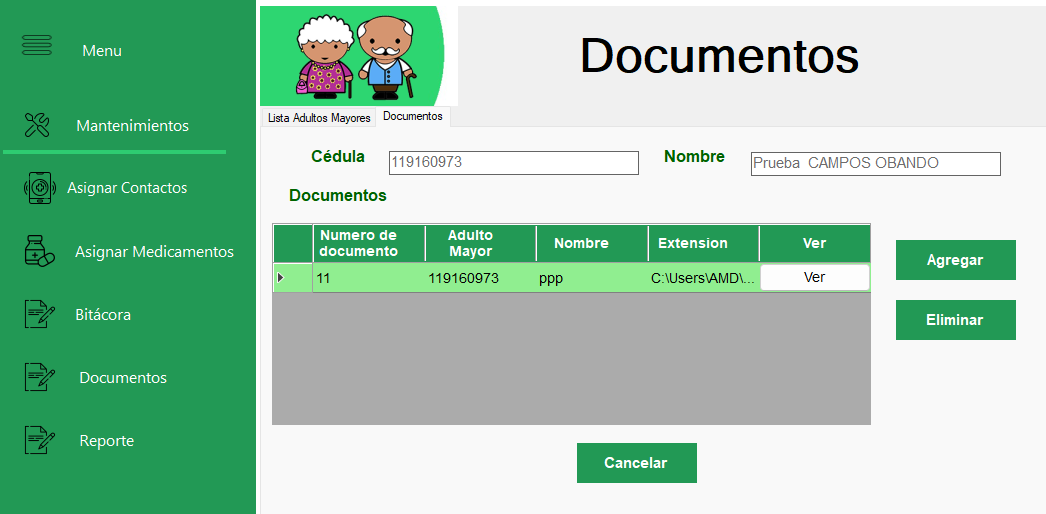 Menu
Mantenimientos
Asignar Contactos
Asignar Medicamentos
Bitácora
Documentos
Reporte
Documentos
Lista Adultos Mayores
Documentos
Cédula
119160973
Nombre
Prueba CAMPOS OBANDO
Documentos
Numero de
documento
Adulto
Mayor
Nombre
Extension
Ver
11
119160973
ppp
C:\Users\AMD\...
Ver
Agregar
Eliminar
Cancelar